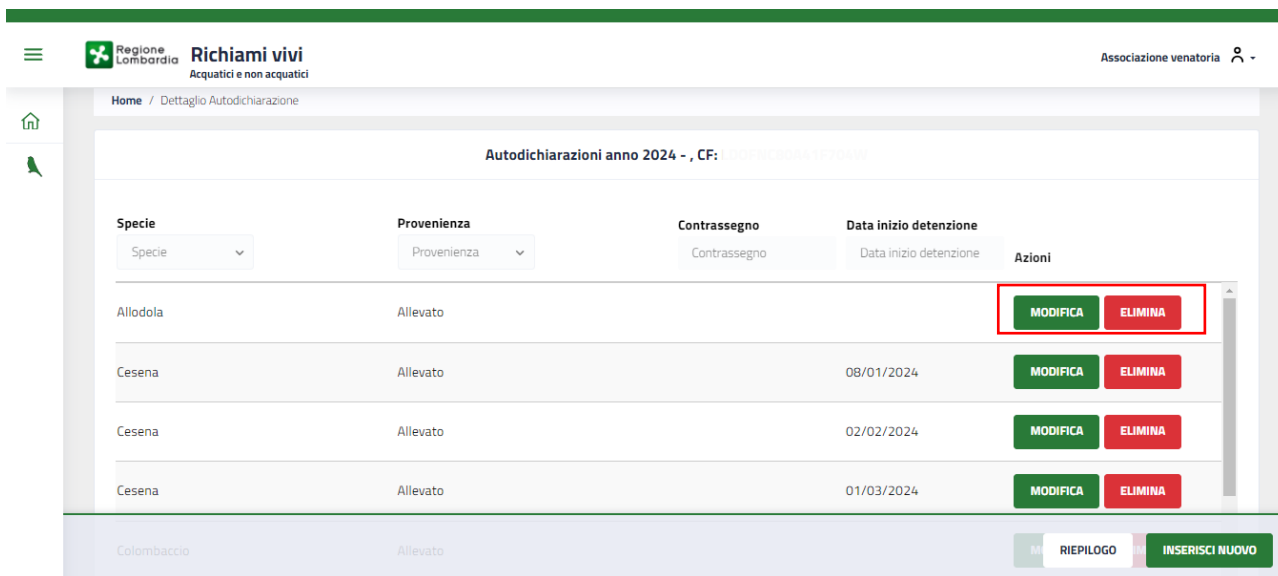 Regione
Lombardia
Richiami vivi
Acquatici e non acquatici
Associazione venatoria
Home / Dettaglio Autodichiarazione
Autodichiarazioni anno 2024 - , CF:
Specie Provenienza Contrassegno Data inizio detenzione
Specie Provenienza Contrassegno Data inizio detenzione Azioni
Allodola Allevato MODIFICA ELIMINA
Cesena Allevato 08/01/2024 MODIFICA ELIMINA
Cesena Allevato 02/02/2024 MODIFICA ELIMINA
Cesena Allevato 01/03/2024 MODIFICA ELIMINA
Colombaccio Allevato RIEPILOGO INSERISCI NUOVO